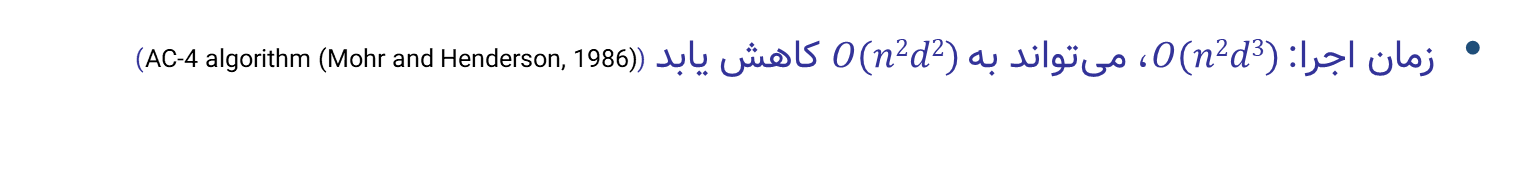 • زمان اجرا: O(n²d³)، می‌تواند به O(n²d²) کاهش یابد (AC-4 algorithm (Mohr and Henderson, 1986))